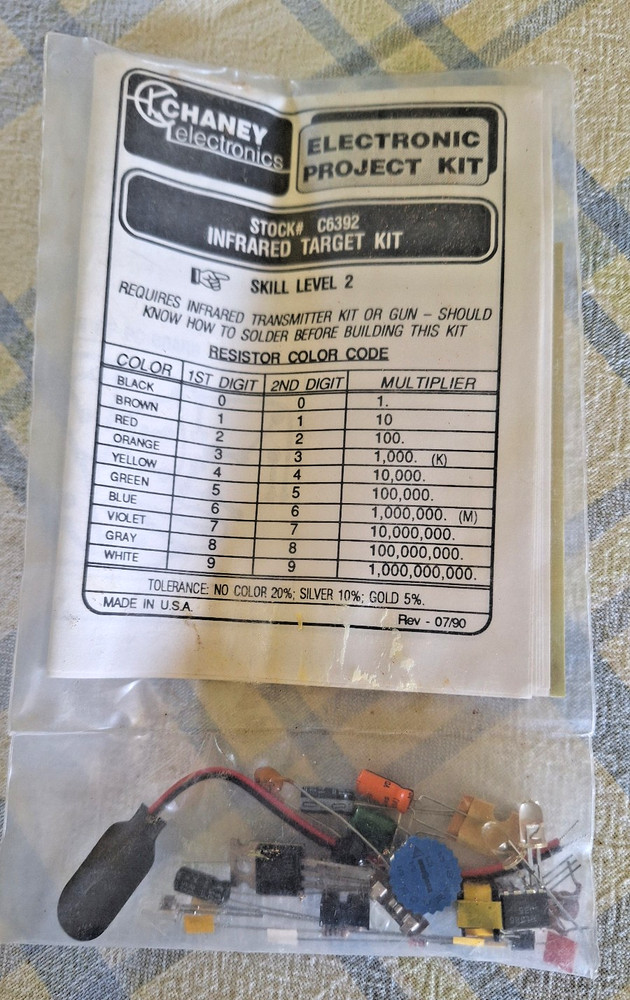 CHANEY
electronics
ELECTRONIC
PROJECT KIT
STOCK# C6392
INFRARED TARGET KIT
SKILL LEVEL 2
REQUIRES INFRARED TRANSMITTER KIT OR GUN – SHOULD
KNOW HOW TO SOLDER BEFORE BUILDING THIS KIT
RESISTOR COLOR CODE
COLOR 1ST DIGIT 2ND DIGIT MULTIPLIER
BLACK 0 0 1.
BROWN 1 1 10
RED 2 2 100.
ORANGE 3 3 1,000. (K)
YELLOW 4 4 10,000.
GREEN 5 5 100,000.
BLUE 6 6 1,000,000. (M)
VIOLET 7 7 10,000,000.
GRAY 8 8 100,000,000.
WHITE 9 9 1,000,000,000.
TOLERANCE: NO COLOR 20%; SILVER 10%; GOLD 5%.
MADE IN U.S.A. Rev - 07/90